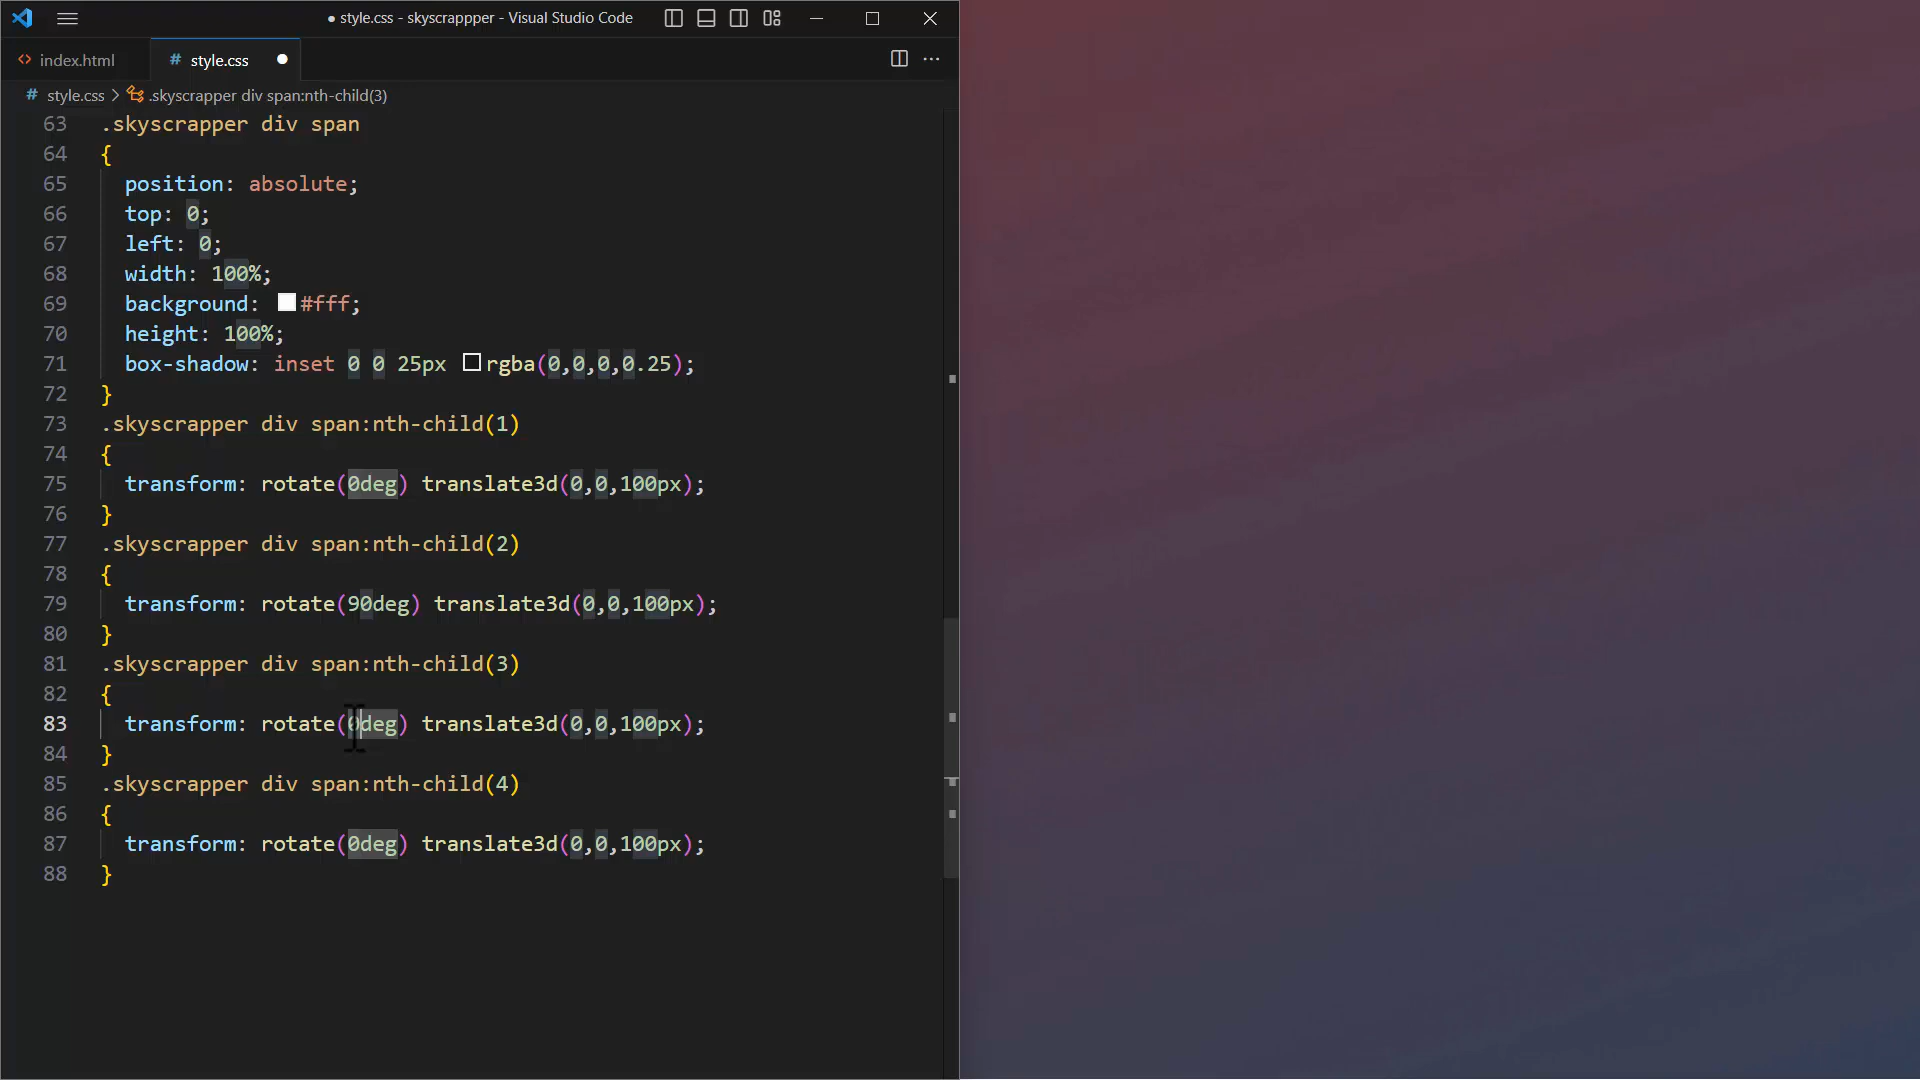 ● style.css - skyscrappper - Visual Studio Code
index.html
# style.css ●
# style.css > .skyscrapper div span:nth-child(3)
63 .skyscrapper div span
64 {
65 position: absolute;
66 top: 0;
67 left: 0;
68 width: 100%;
69 background: #fff;
70 height: 100%;
71 box-shadow: inset 0 0 25px rgba(0,0,0,0.25);
72 }
73 .skyscrapper div span:nth-child(1)
74 {
75 transform: rotate(0deg) translate3d(0,0,100px);
76 }
77 .skyscrapper div span:nth-child(2)
78 {
79 transform: rotate(90deg) translate3d(0,0,100px);
80 }
81 .skyscrapper div span:nth-child(3)
82 {
83 transform: rotate(0deg) translate3d(0,0,100px);
84 }
85 .skyscrapper div span:nth-child(4)
86 {
87 transform: rotate(0deg) translate3d(0,0,100px);
88 }